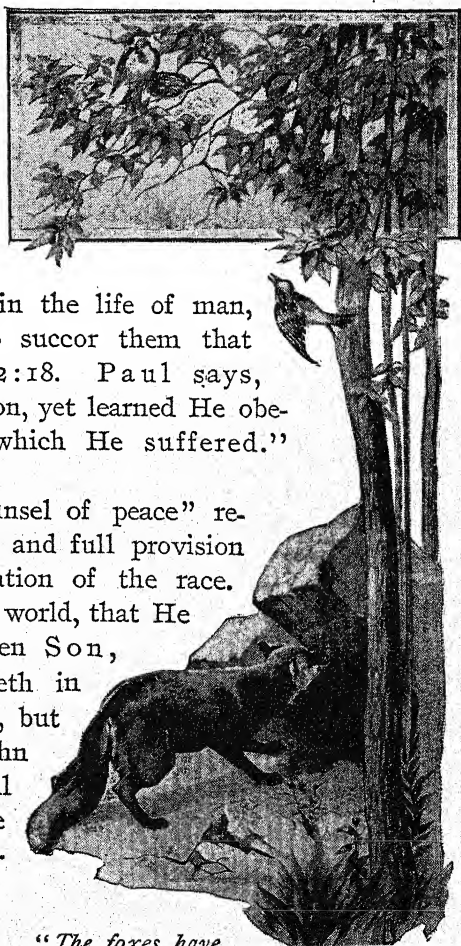 in the life of man,
succor them that
2:18. Paul says,
on, yet learned He obe-
which He suffered."
nsel of peace" re-
and full provision
ation of the race.
world, that He
en Son,
eth in
, but
hn
l
e
.
"The foxes have